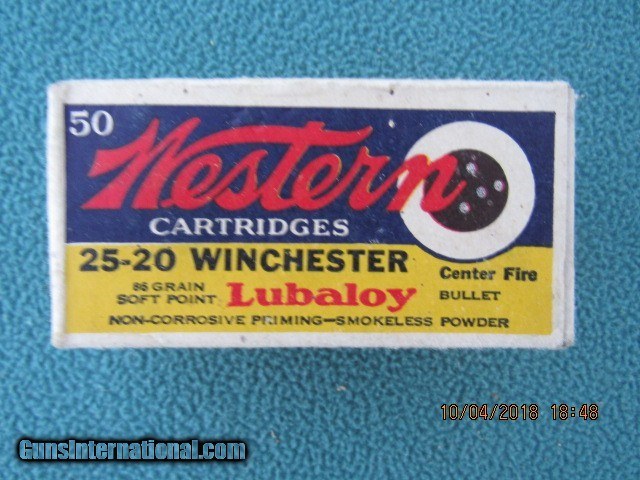 50
Western
CARTRIDGES
25-20 WINCHESTER
86 GRAIN
SOFT POINT
Lubaloy
Center Fire
BULLET
NON-CORROSIVE PRIMING—SMOKELESS POWDER
10/04/2018 18:48
GunsInternational.com